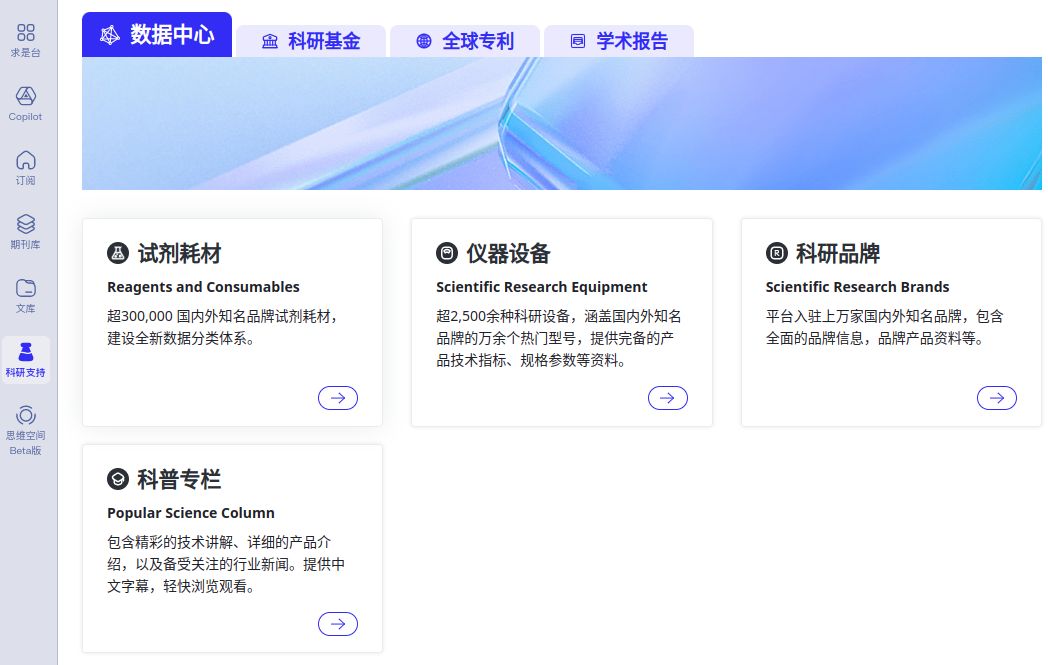 求是台
Copilot
订阅
期刊库
文库
科研支持
思维空间
Beta版
数据中心
科研基金
全球专利
学术报告
试剂耗材
Reagents and Consumables
超300,000 国内外知名品牌试剂耗材，
建设全新数据分类体系。
仪器设备
Scientific Research Equipment
超2,500余种科研设备，涵盖国内外知名
品牌的万余个热门型号，提供完备的产
品技术指标、规格参数等资料。
R
科研品牌
Scientific Research Brands
平台入驻上万家国内外知名品牌，包含
全面的品牌信息，品牌产品资料等。
科普专栏
Popular Science Column
包含精彩的技术讲解、详细的产品介
绍，以及备受关注的行业新闻。提供中
文字幕，轻快浏览观看。